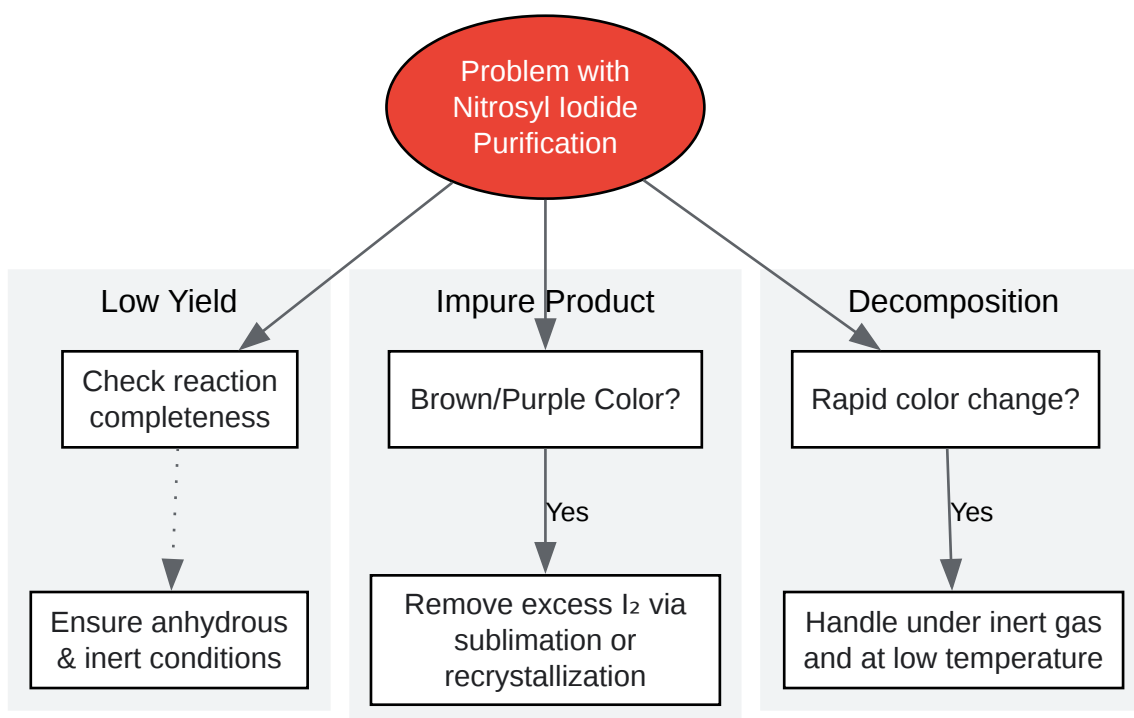 Problem with
Nitrosyl Iodide
Purification
Low Yield
Impure Product
Decomposition
Check reaction
completeness
Brown/Purple Color?
Rapid color change?
Yes
Yes
Ensure anhydrous
& inert conditions
Remove excess I₂ via
sublimation or
recrystallization
Handle under inert gas
and at low temperature